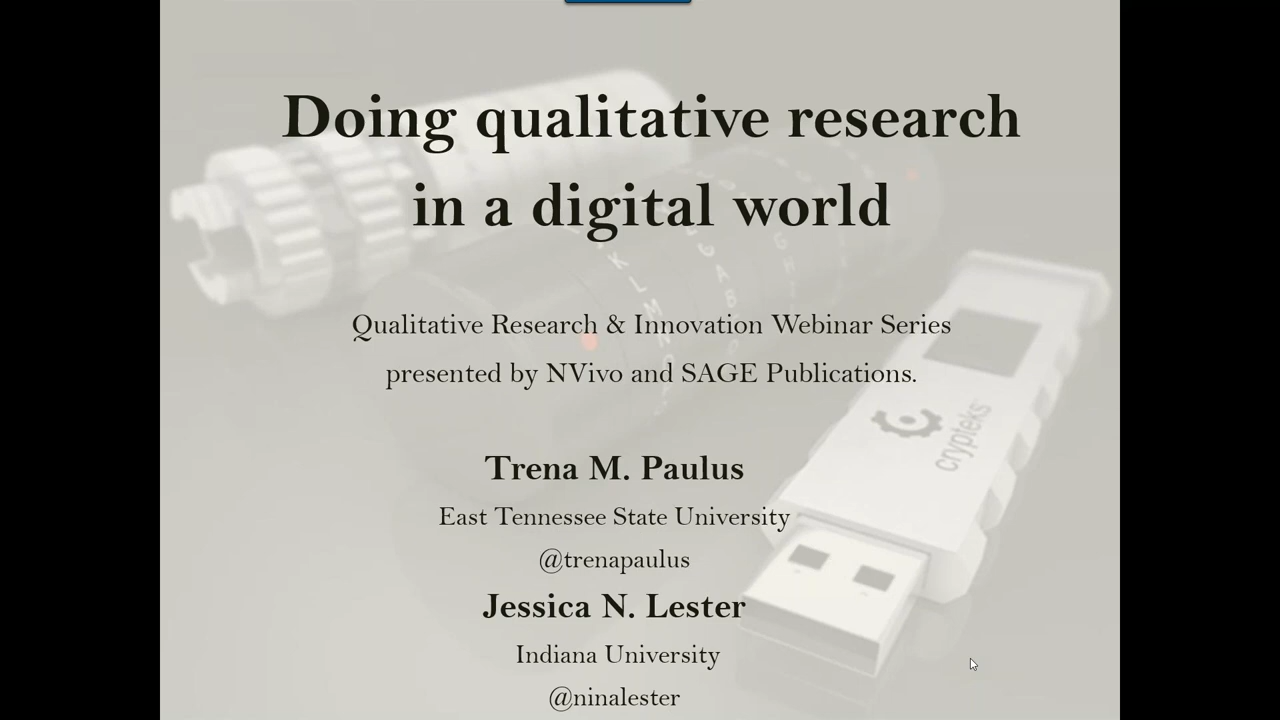 Doing qualitative research
in a digital world
Qualitative Research & Innovation Webinar Series
presented by NVivo and SAGE Publications.
crypteks
Trena M. Paulus
East Tennessee State University
@trenapaulus
Jessica N. Lester
Indiana University
@ninalester